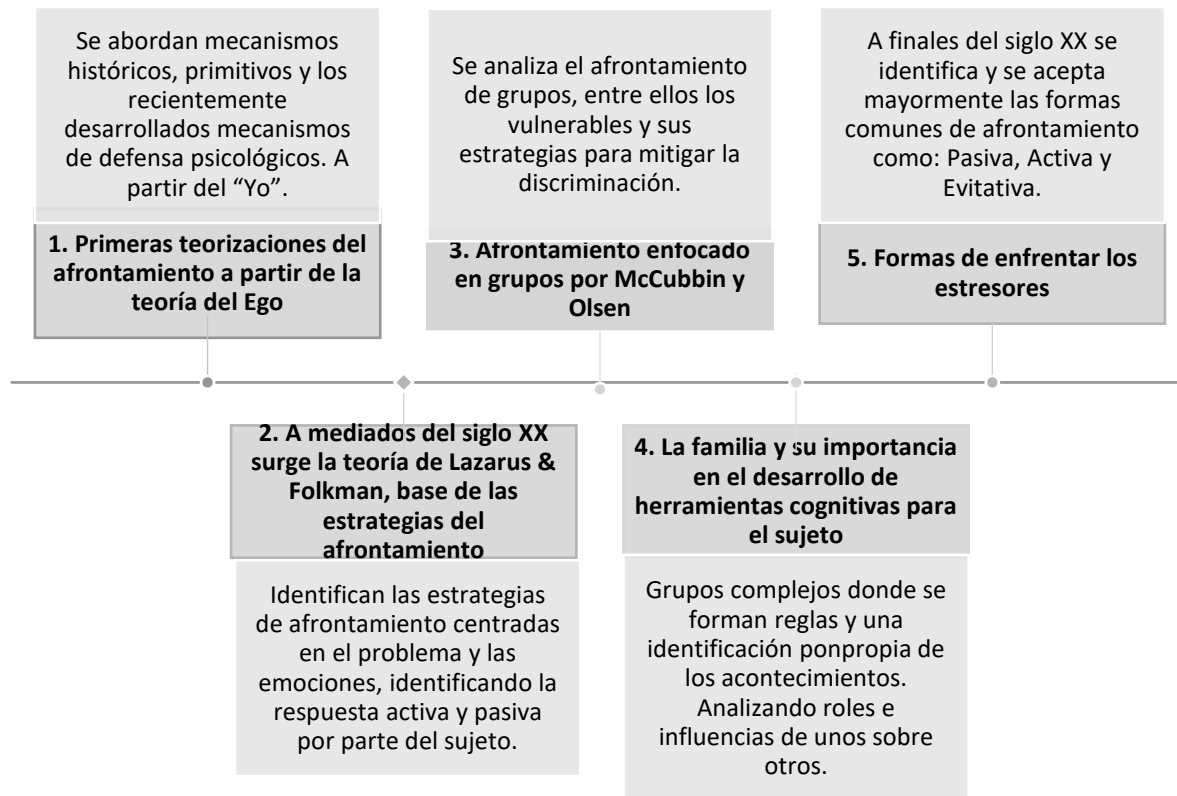 Se abordan mecanismos
históricos, primitivos y los
recientemente
desarrollados mecanismos
de defensa psicológicos. A
partir del “Yo”.
1. Primeras teorizaciones del
afrontamiento a partir de la
teoría del Ego
2. A mediados del siglo XX
surge la teoría de Lazarus &
Folkman, base de las
estrategias del
afrontamiento
Identifican las estrategias
de afrontamiento centradas
en el problema y las
emociones, identificando la
respuesta activa y pasiva
por parte del sujeto.
Se analiza el afrontamiento
de grupos, entre ellos los
vulnerables y sus
estrategias para mitigar la
discriminación.
3. Afrontamiento enfocado
en grupos por McCubbin y
Olsen
4. La familia y su importancia
en el desarrollo de
herramientas cognitivas para
el sujeto
Grupos complejos donde se
forman reglas y una
identificación ponpropia de
los acontecimientos.
Analizando roles e
influencias de unos sobre
otros.
A finales del siglo XX se
identifica y se acepta
mayormente las formas
comunes de afrontamiento
como: Pasiva, Activa y
Evitativa.
5. Formas de enfrentar los
estresores